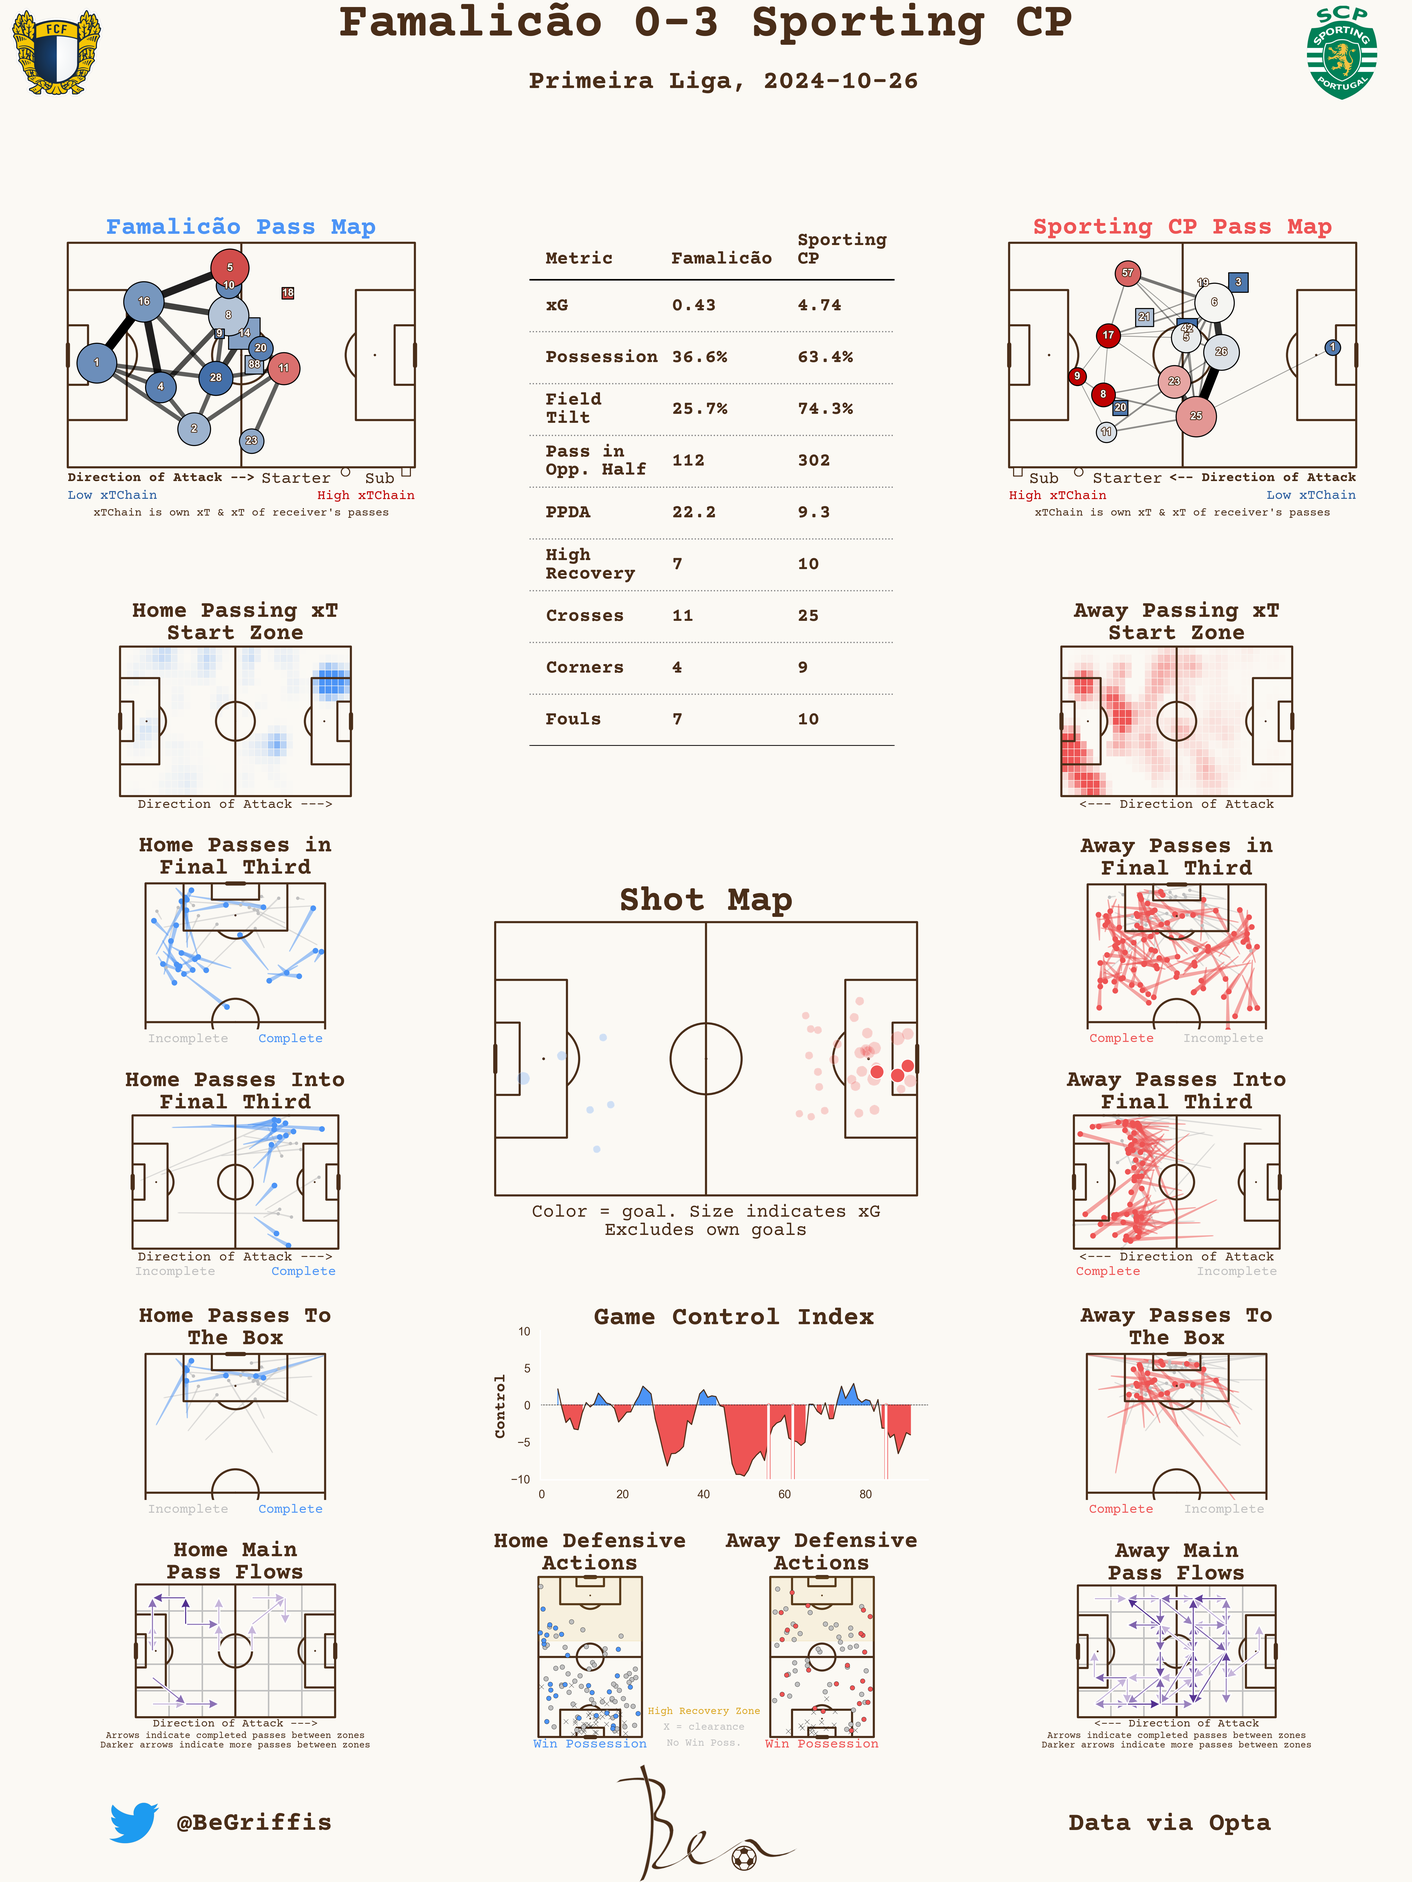 Famalicão 0-3 Sporting CP
Primeira Liga, 2024-10-26
FCF
SCP
SPORTING
PORTUGAL
Famalicão Pass Map
5
10
18
16
8
9
14
20
88
1
11
4
28
2
23
Direction of Attack --> Starter Sub
Low xTChain High xTChain
xTChain is own xT & xT of receiver's passes
Metric Famalicão Sporting CP
xG 0.43 4.74
Possession 36.6% 63.4%
Field Tilt 25.7% 74.3%
Pass in Opp. Half 112 302
PPDA 22.2 9.3
High Recovery 7 10
Crosses 11 25
Corners 4 9
Fouls 7 10
Sporting CP Pass Map
57
19
3
6
21
42
17
5
26
1
9
23
8
20
25
11
Sub Starter <-- Direction of Attack
High xTChain Low xTChain
xTChain is own xT & xT of receiver's passes
Home Passing xT
Start Zone
Direction of Attack --->
Away Passing xT
Start Zone
<--- Direction of Attack
Home Passes in
Final Third
Incomplete Complete
Away Passes in
Final Third
Complete Incomplete
Shot Map
Color = goal. Size indicates xG
Excludes own goals
Home Passes Into
Final Third
Direction of Attack --->
Incomplete Complete
Away Passes Into
Final Third
<--- Direction of Attack
Complete Incomplete
Home Passes To
The Box
Incomplete Complete
Game Control Index
Control
10
5
0
−5
−10
0 20 40 60 80
Away Passes To
The Box
Complete Incomplete
Home Main
Pass Flows
Direction of Attack --->
Arrows indicate completed passes between zones
Darker arrows indicate more passes between zones
Home Defensive
Actions
Win Possession
Away Defensive
Actions
Win Possession
High Recovery Zone
X = clearance
No Win Poss.
Away Main
Pass Flows
<--- Direction of Attack
Arrows indicate completed passes between zones
Darker arrows indicate more passes between zones
@BeGriffis
Ben
Data via Opta